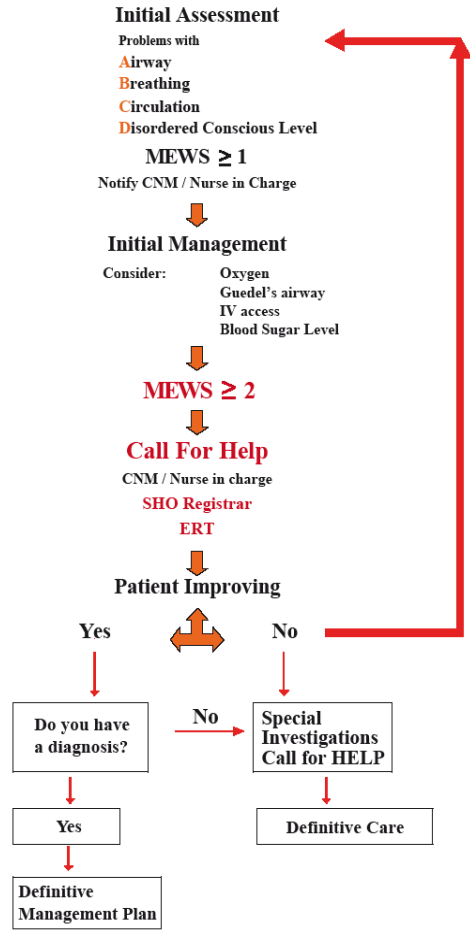 Initial Assessment
Problems with
Airway
Breathing
Circulation
Disordered Conscious Level
MEWS ≥ 1
Notify CNM / Nurse in Charge
Initial Management
Consider: Oxygen
Guedel's airway
IV access
Blood Sugar Level
MEWS ≥ 2
Call For Help
CNM / Nurse in charge
SHO Registrar
ERT
Patient Improving
Yes No
Do you have
a diagnosis?
No
Special
Investigations
Call for HELP
Yes
Definitive Care
Definitive
Management Plan